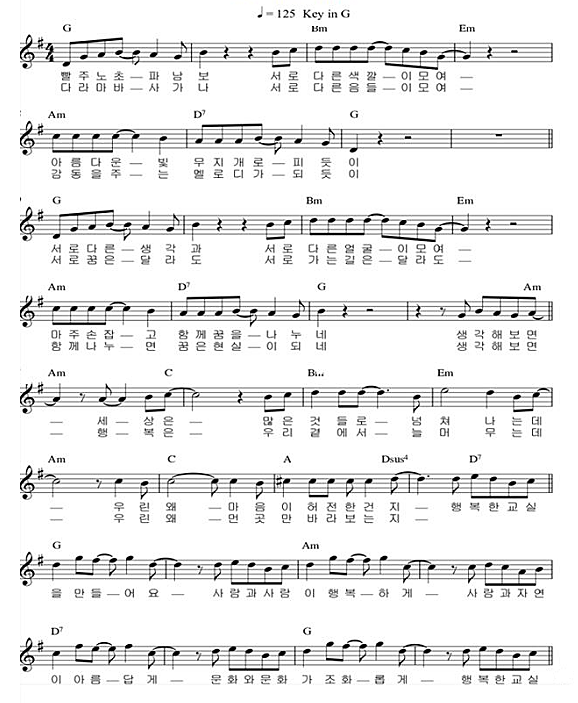 ♩ = 125 Key in G
G Bm Em
빨 주 노 초 – 파 남 보 서 로 다 른 색 깔 – 이 모 여 –
다 라 마 바 – 사 가 나 서 로 다 른 음 들 – 이 모 여 –
Am D7 G
아 름 다 운 – 빛 무 지 개 로 – 피 듯 이
감 동 을 주 – 는 멜 로 디 가 – 되 듯 이
G Bm Em
서 로 다 른 – 생 각 과 서 로 다 른 얼 굴 – 이 모 여 –
서 로 꿈 은 – 달 라 도 서 로 가 는 길 은 – 달 라 도 –
Am D7 G Am
마 주 손 잡 – 고 함 께 꿈 을 – 나 누 네 생 각 해 보 면
함 께 나 누 – 면 꿈 은 현 실 – 이 되 네 생 각 해 보 면
Am C Bm Em
– 세 – 상 은 – 많 은 것 들 로 – 넘 쳐 나 는 데
– 행 – 복 은 – 우 리 곁 에 서 – 늘 머 무 는 데
Am C A Dsus4 D7
– 우 린 왜 – 마 음 이 허 전 한 건 지 – 행 복 한 교 실
– 우 린 왜 – 먼 곳 만 바 라 보 는 지 –
G Am
을 만 들 – 어 요 – 사 랑 과 사 랑 이 행 복 – 하 게 – 사 랑 과 자 연
D7 G
이 아 름 – 답 게 – 문 화 와 문 화 가 조 화 – 롭 게 – 행 복 한 교 실